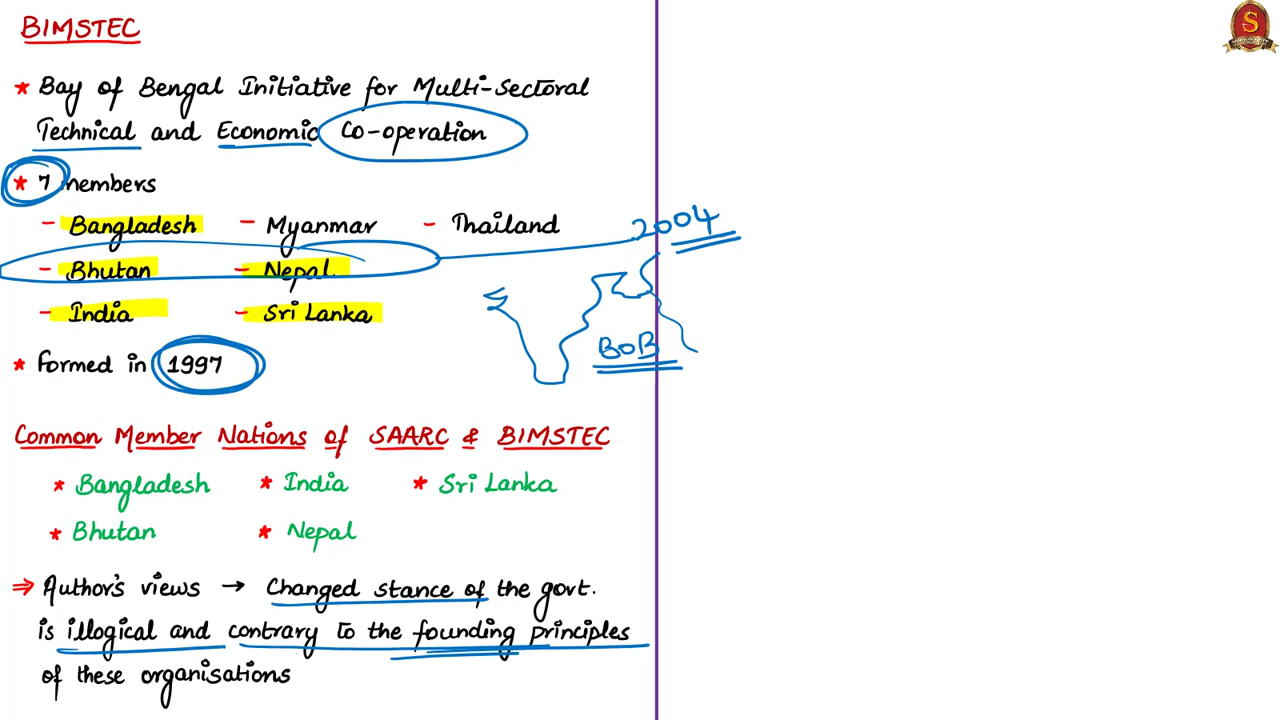 BIMSTEC
* Bay of Bengal Initiative for Multi-Sectoral
Technical and Economic Co-operation
* 7 members
- Bangladesh - Myanmar - Thailand
2004
- Bhutan - Nepal.
- India - Sri Lanka
BOB
* Formed in 1997
Common Member Nations of SAARC & BIMSTEC
* Bangladesh * India * Sri Lanka
* Bhutan * Nepal
⇒ Author's views → Changed stance of the govt.
is illogical and contrary to the founding principles
of these organisations
S